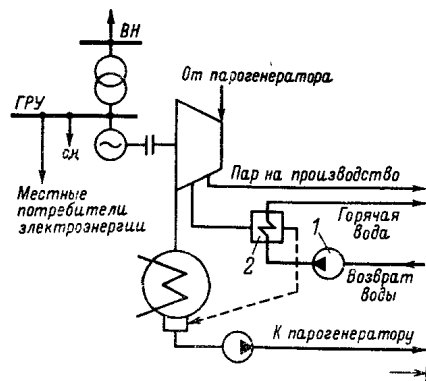 ВН
От парогенератора
ГРУ
сн
Местные
потребители
электроэнергии
Пар на производство
Горячая
вода
1
2
Возврат
воды
К парогенератору